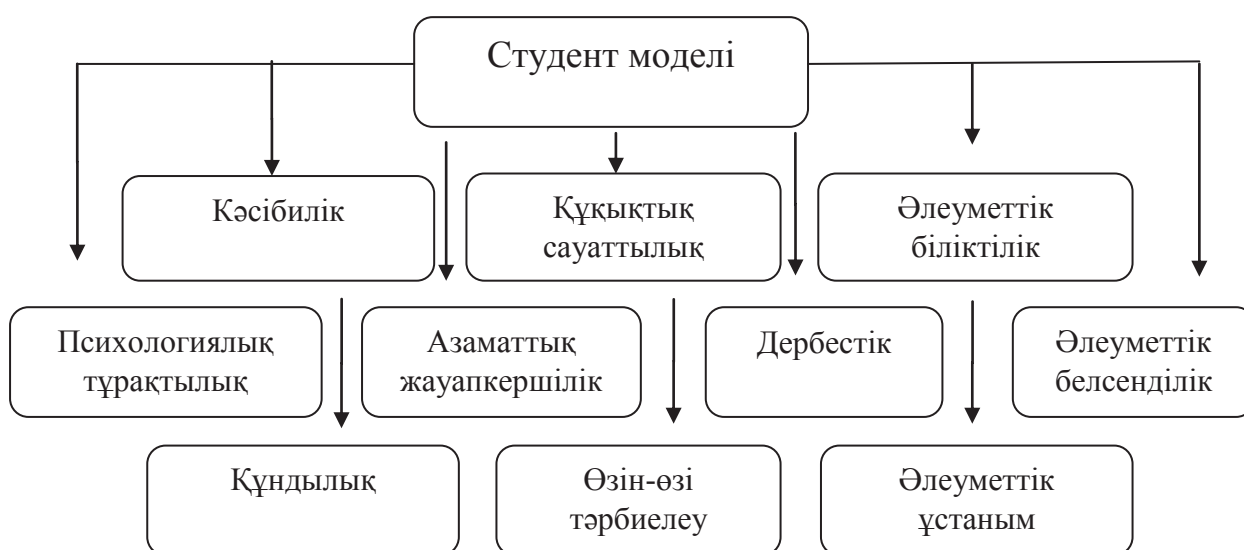 Студент моделі
Кәсібилік
Құқықтық
сауаттылық
Әлеуметтік
біліктілік
Психологиялық
тұрақтылық
Азаматтық
жауапкершілік
Дербестік
Әлеуметтік
белсенділік
Құндылық
Өзін-өзі
тәрбиелеу
Әлеуметтік
ұстаным